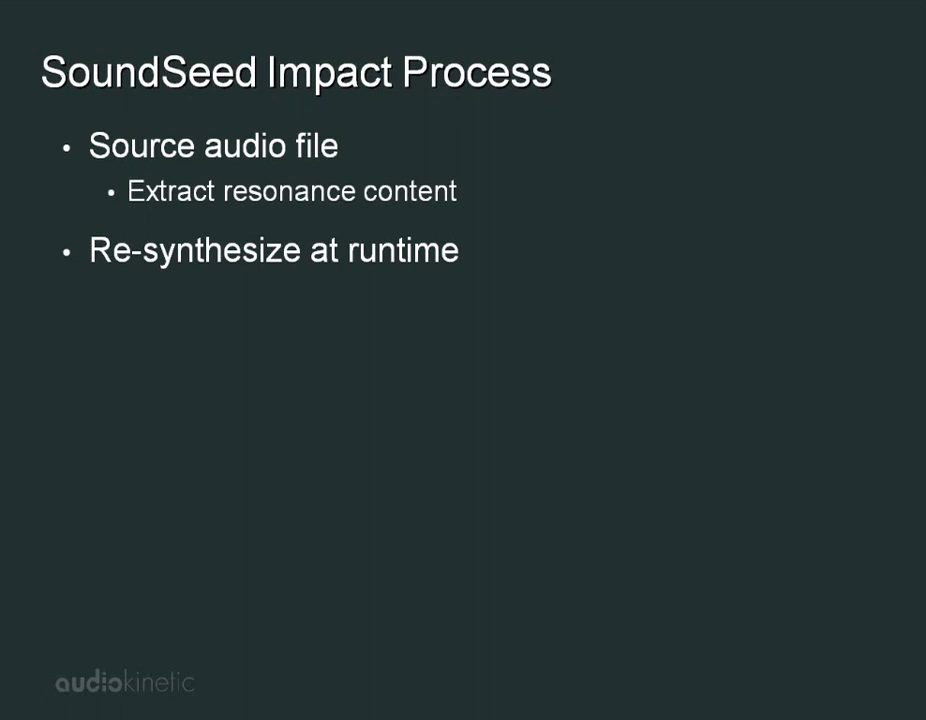 SoundSeed Impact Process
• Source audio file
• Extract resonance content
• Re-synthesize at runtime
audiokinetic